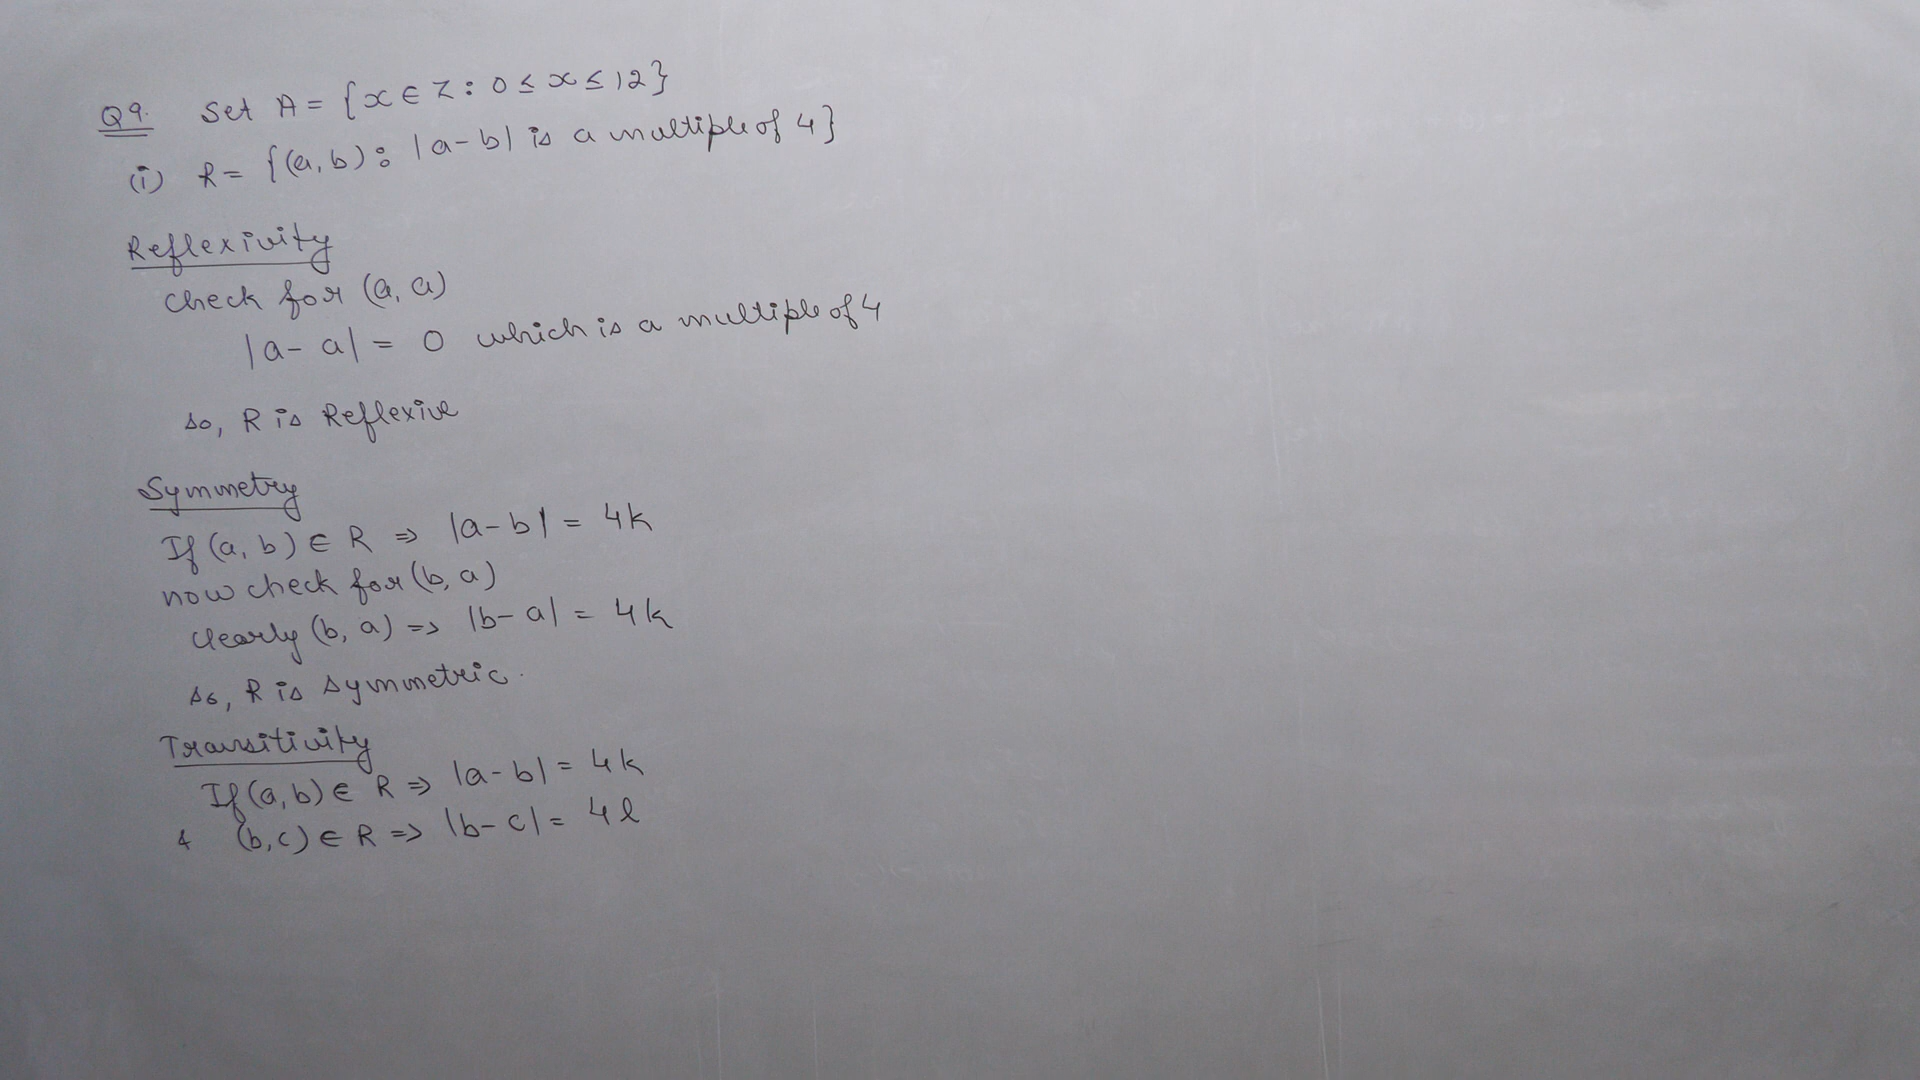 Q9. Set A = {x ∈ Z : 0 ≤ x ≤ 12}
(i) R = {(a, b) : |a - b| is a multiple of 4}
Reflexivity
Check for (a, a)
|a - a| = 0 which is a multiple of 4
so, R is Reflexive
Symmetry
If (a, b) ∈ R ⇒ |a - b| = 4k
now check for (b, a)
clearly (b, a) ⇒ |b - a| = 4k
so, R is symmetric.
Transitivity
If (a, b) ∈ R ⇒ |a - b| = 4k
& (b, c) ∈ R ⇒ |b - c| = 4l